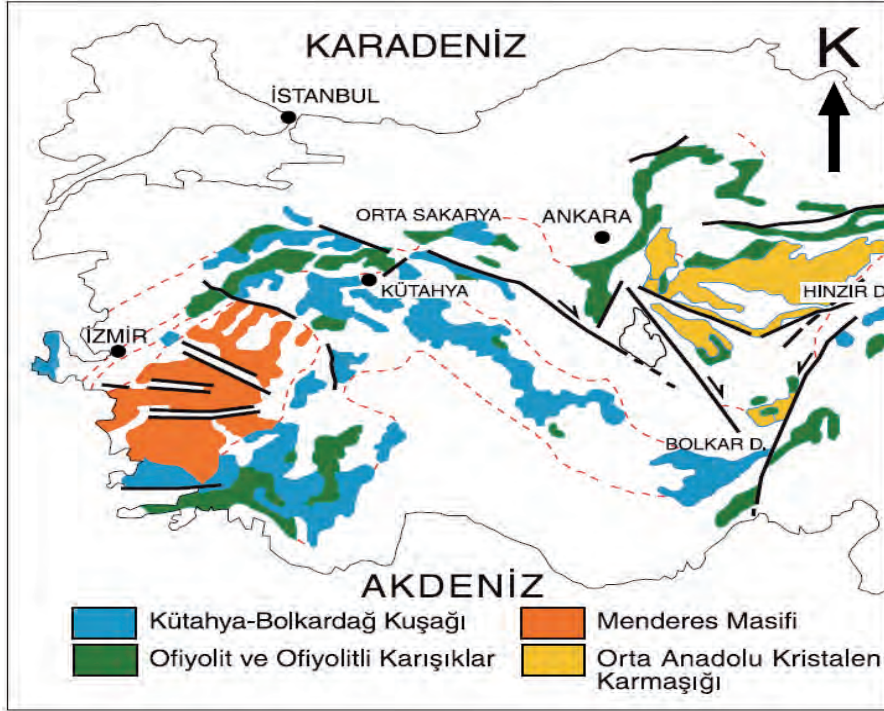 KARADENİZ
K
İSTANBUL
ORTA SAKARYA
ANKARA
KÜTAHYA
HINZIR D
İZMİR
BOLKAR D.
AKDENİZ
Kütahya-Bolkardağ Kuşağı
Menderes Masifi
Ofiyolit ve Ofiyolitli Karışıklar
Orta Anadolu Kristalen
Karmaşığı